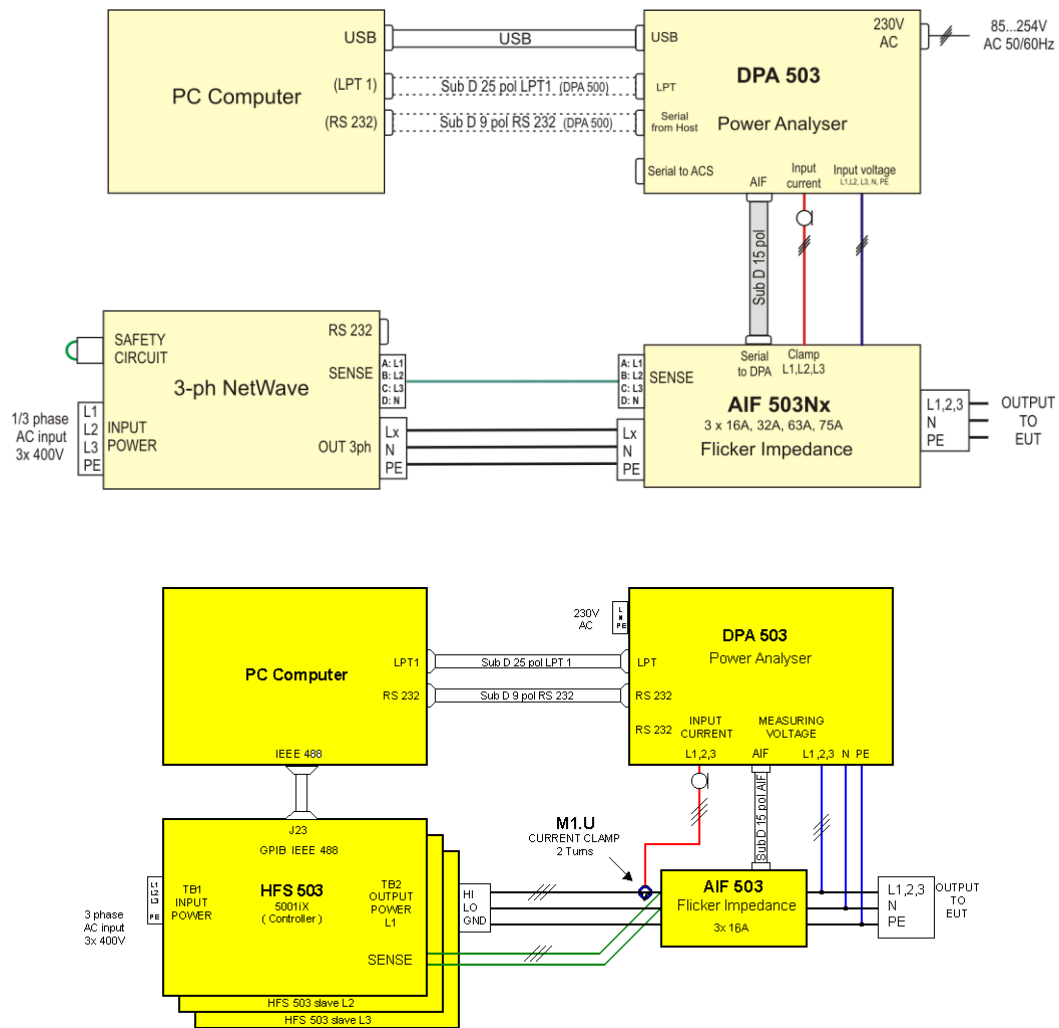 USB
USB
USB
230V
AC
85...254V
AC 50/60Hz
PC Computer
(LPT 1)
Sub D 25 pol LPT1 (DPA 500)
LPT
DPA 503
(RS 232)
Sub D 9 pol RS 232 (DPA 500)
Serial
from Host
Power Analyser
Serial to ACS
AIF
Input
current
Input voltage
L1,L2, L3, N, PE
Sub D 15 pol
SAFETY
CIRCUIT
RS 232
SENSE
3-ph NetWave
A: L1
B: L2
C: L3
D: N
A: L1
B: L2
C: L3
D: N
SENSE
Serial
to DPA
Clamp
L1,L2,L3
AIF 503Nx
3 x 16A, 32A, 63A, 75A
Flicker Impedance
1/3 phase
AC input
3x 400V
L1
L2
L3
PE
INPUT
POWER
OUT 3ph
Lx
N
PE
Lx
N
PE
L1,2,3
N
PE
OUTPUT
TO
EUT
PC Computer
LPT1
Sub D 25 pol LPT 1
LPT
RS 232
Sub D 9 pol RS 232
RS 232
RS 232
IEEE 488
230V
AC
L
N
PE
DPA 503
Power Analyser
INPUT
CURRENT
L1,2,3
AIF
MEASURING
VOLTAGE
L1,2,3 N PE
Sub D 15 pol AIF
J23
GPIB IEEE 488
HFS 503
5001iX
( Controller )
3 phase
AC input
3x 400V
L1
L2
L3
PE
TB1
INPUT
POWER
TB2
OUTPUT
POWER
L1
SENSE
HI
LO
GND
HFS 503 slave L2
HFS 503 slave L3
M1.U
CURRENT CLAMP
2 Turns
AIF 503
Flicker Impedance
3x 16A
L1,2,3
N
PE
OUTPUT
TO
EUT